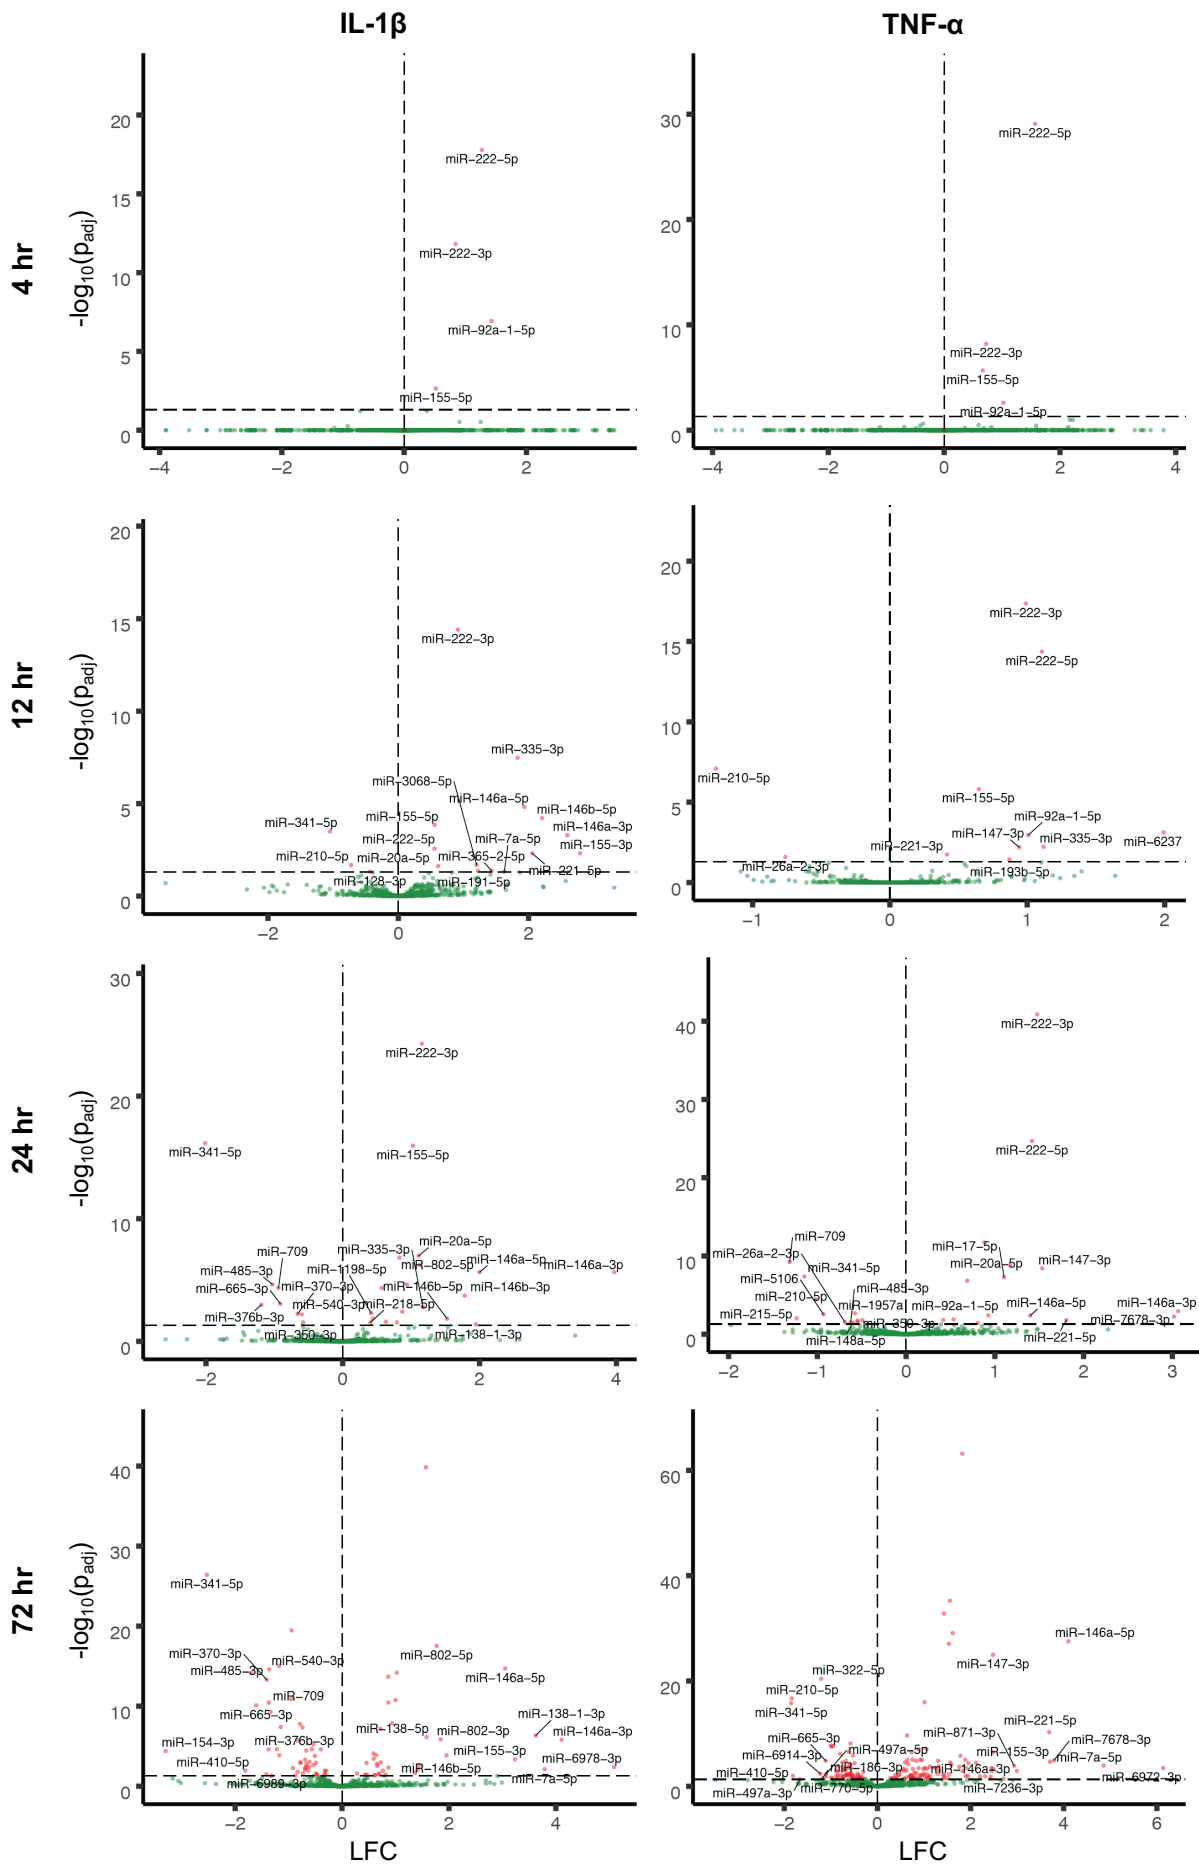 IL-1β
TNF-α
4 hr
-log10(padj)
20
15
10
5
0
miR−222−5p
miR−222−3p
miR−92a−1−5p
miR−155−5p
−4
−2
0
2
30
20
10
0
miR−222−5p
miR−222−3p
miR−155−5p
miR−92a−1−5p
−4
−2
0
2
4
12 hr
-log10(padj)
20
15
10
5
0
miR−222−3p
miR−335−3p
miR−3068−5p
miR−146a−5p
miR−146b−5p
miR−341−5p
miR−155−5p
miR−146a−3p
miR−222−5p
miR−7a−5p
miR−155−3p
miR−210−5p
miR−20a−5p
miR−365−2−5p
miR−221−5p
miR−128−3p
miR−191−5p
−2
0
2
20
15
10
5
0
miR−222−3p
miR−222−5p
miR−210−5p
miR−155−5p
miR−92a−1−5p
miR−147−3p
miR−335−3p
miR−6237
miR−221−3p
miR−26a−2−3p
miR−193b−5p
−1
0
1
2
24 hr
-log10(padj)
30
20
10
0
miR−222−3p
miR−341−5p
miR−155−5p
miR−20a−5p
miR−709
miR−335−3p
miR−802−5p
miR−146a−5p
miR−146a−3p
miR−485−3p
miR−1198−5p
miR−665−3p
miR−370−3p
miR−146b−5p
miR−146b−3p
miR−376b−3p
miR−540−3p
miR−218−5p
miR−350−3p
miR−138−1−3p
−2
0
2
4
40
30
20
10
0
miR−222−3p
miR−222−5p
miR−709
miR−26a−2−3p
miR−17−5p
miR−147−3p
miR−341−5p
miR−20a−5p
miR−5106
miR−485−3p
miR−210−5p
miR−1957a
miR−92a−1−5p
miR−146a−5p
miR−146a−3p
miR−215−5p
miR−350−3p
miR−7678−3p
miR−148a−5p
miR−221−5p
−2
−1
0
1
2
3
72 hr
-log10(padj)
40
30
20
10
0
miR−341−5p
miR−370−3p
miR−540−3p
miR−802−5p
miR−485−3p
miR−146a−5p
miR−709
miR−665−3p
miR−138−1−3p
miR−138−5p
miR−802−3p
miR−146a−3p
miR−154−3p
miR−376b−3p
miR−155−3p
miR−6978−3p
miR−410−5p
miR−146b−5p
miR−6989−3p
miR−7a−5p
−2
0
2
4
LFC
60
40
20
0
miR−146a−5p
miR−147−3p
miR−322−5p
miR−210−5p
miR−341−5p
miR−221−5p
miR−665−3p
miR−497a−5p
miR−871−3p
miR−7678−3p
miR−6914−3p
miR−155−3p
miR−7a−5p
miR−410−5p
miR−186−3p
miR−146a−3p
miR−6972−3p
miR−497a−3p
miR−770−5p
miR−7236−3p
−2
0
2
4
6
LFC